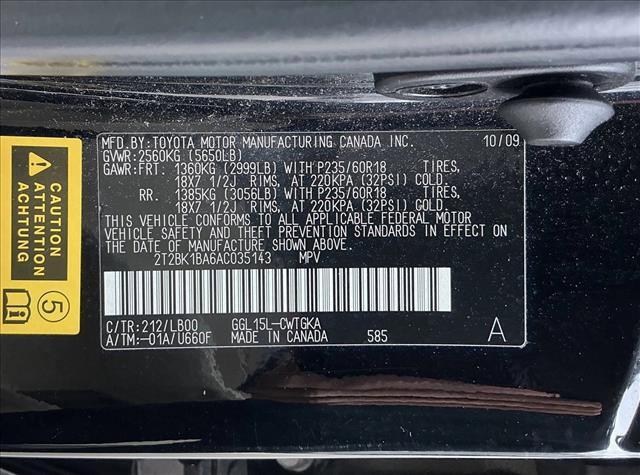 MFD. BY: TOYOTA MOTOR MANUFACTURING CANADA INC. 10/09
GVWR: 2560KG (5650LB)
GAWR: FRT. 1360KG (2999LB) WITH P235/60R18 TIRES,
18X7 1/2J RIMS, AT 220KPA (32PSI) COLD.
RR. 1385KG (3056LB) WITH P235/60R18 TIRES,
18X7 1/2J RIMS, AT 220KPA (32PSI) COLD.
THIS VEHICLE CONFORMS TO ALL APPLICABLE FEDERAL MOTOR
VEHICLE SAFETY AND THEFT PREVENTION STANDARDS IN
EFFECT ON THE DATE OF MANUFACTURE SHOWN ABOVE.
2T2BK1BA6AC035143 MPV
C/TR: 212/LB00 GGL15L-CWTGKA
A/TM: -01A/U660F MADE IN CANADA 585 A
ATTENTION
ACHTUNG
5